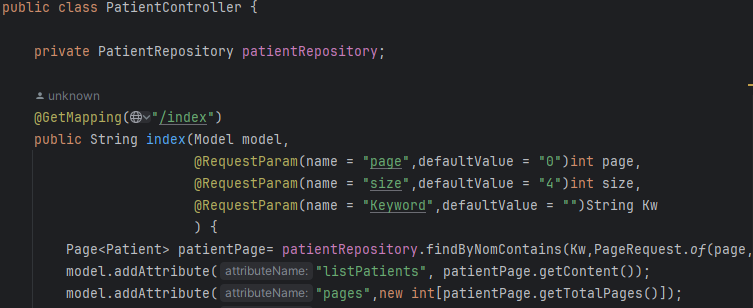 public class PatientController {
private PatientRepository patientRepository;
unknown
@GetMapping("/index")
public String index(Model model,
@RequestParam(name = "page",defaultValue = "0")int page,
@RequestParam(name = "size",defaultValue = "4")int size,
@RequestParam(name = "Keyword",defaultValue = "")String Kw
) {
Page<Patient> patientPage= patientRepository.findByNomContains(Kw,PageRequest.of(page,
model.addAttribute( attributeName: "listPatients", patientPage.getContent());
model.addAttribute( attributeName: "pages",new int[patientPage.getTotalPages()]);